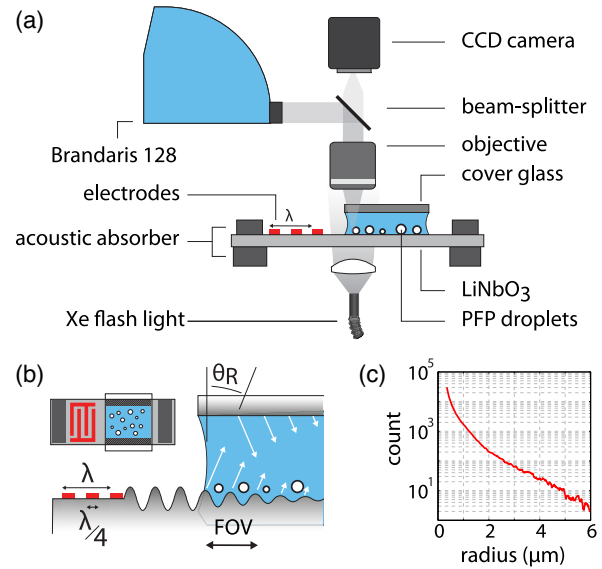 (a)
CCD camera
beam-splitter
Brandaris 128
objective
electrodes
cover glass
λ
acoustic absorber
LiNbO3
Xe flash light
PFP droplets
(b)
θR
λ
λ/4
FOV
(c)
10^5
10^3
10^1
count
0 2 4 6
radius (μm)